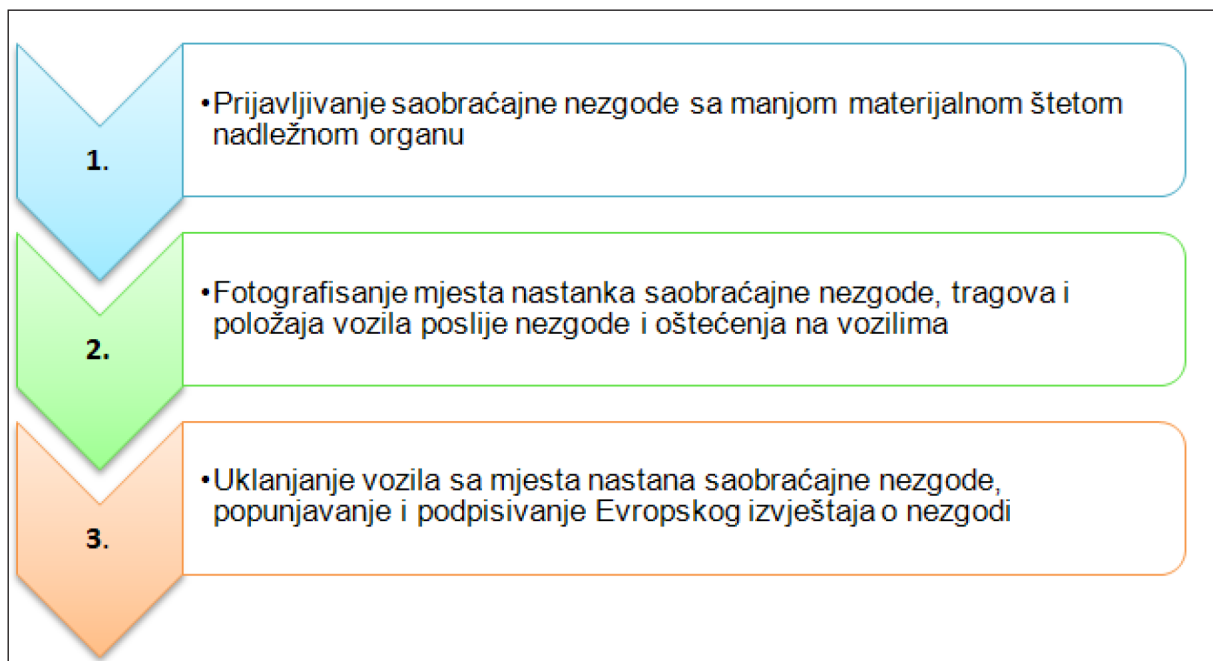 1.
•Prijavljivanje saobraćajne nezgode sa manjom materijalnom štetom
nadležnom organu
2.
•Fotografisanje mjesta nastanka saobraćajne nezgode, tragova i
položaja vozila poslije nezgode i oštećenja na vozilima
3.
•Uklanjanje vozila sa mjesta nastana saobraćajne nezgode,
popunjavanje i podpisivanje Evropskog izvještaja o nezgodi